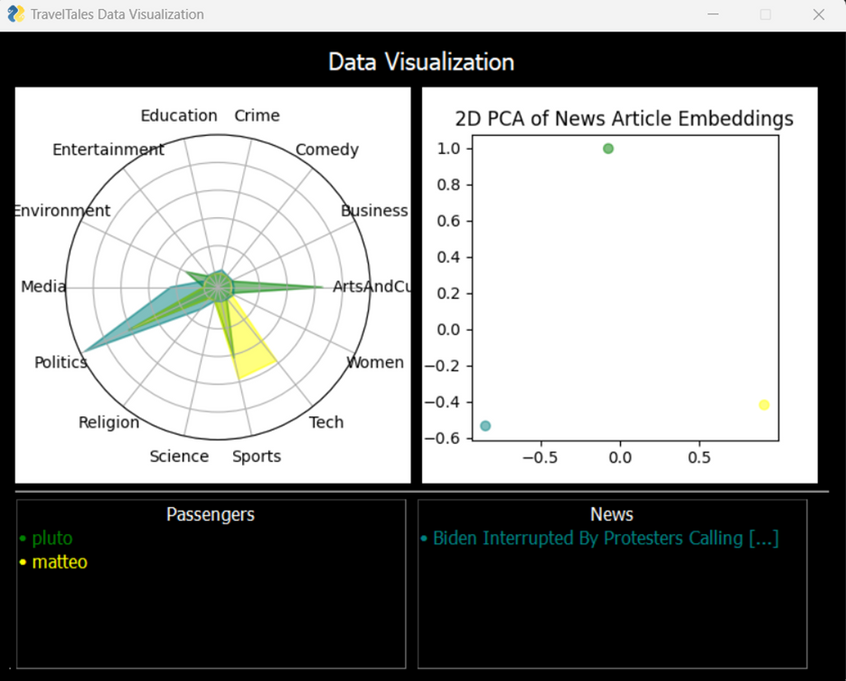 TravelTales Data Visualization
Data Visualization
Education Crime
Entertainment Comedy
Environment Business
Media ArtsAndCu
Politics Women
Religion Tech
Science Sports
2D PCA of News Article Embeddings
1.0
0.8
0.6
0.4
0.2
0.0
−0.2
−0.4
−0.6
−0.5 0.0 0.5
Passengers
• pluto
• matteo
News
• Biden Interrupted By Protesters Calling [...]